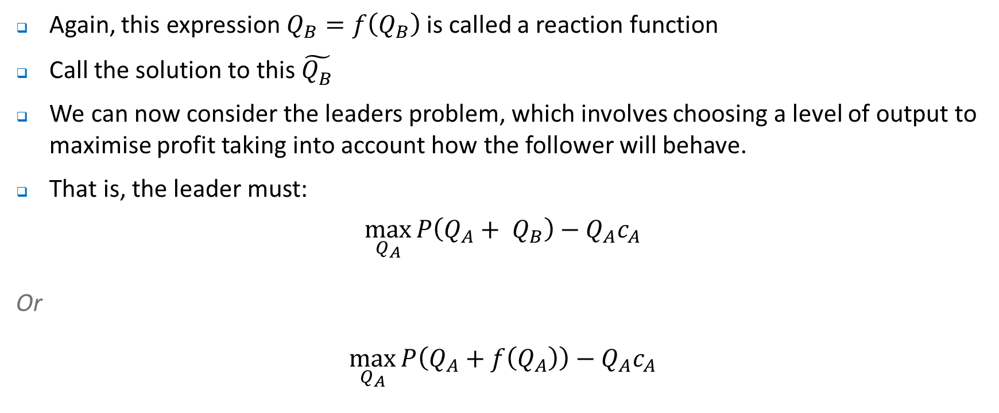 ❑ Again, this expression Q_B = f(Q_B) is called a reaction function
❑ Call the solution to this \widetilde{Q_B}
❑ We can now consider the leaders problem, which involves choosing a level of output to
maximise profit taking into account how the follower will behave.
❑ That is, the leader must:
max_{Q_A} P(Q_A + Q_B) − Q_A c_A
Or
max_{Q_A} P(Q_A + f(Q_A)) − Q_A c_A